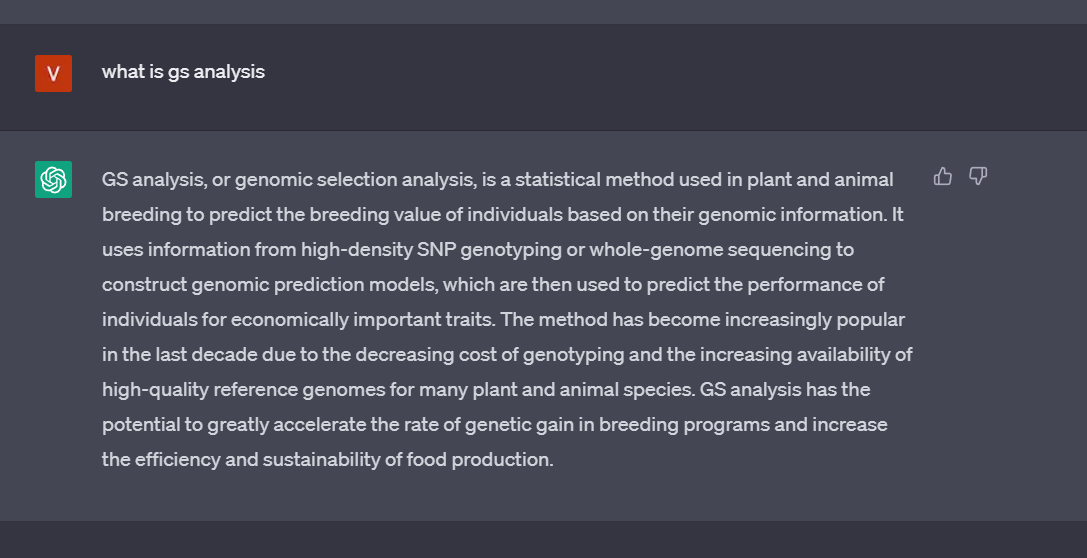 V
what is gs analysis
GS analysis, or genomic selection analysis, is a statistical method used in plant and animal
breeding to predict the breeding value of individuals based on their genomic information. It
uses information from high-density SNP genotyping or whole-genome sequencing to
construct genomic prediction models, which are then used to predict the performance of
individuals for economically important traits. The method has become increasingly popular
in the last decade due to the decreasing cost of genotyping and the increasing availability of
high-quality reference genomes for many plant and animal species. GS analysis has the
potential to greatly accelerate the rate of genetic gain in breeding programs and increase
the efficiency and sustainability of food production.